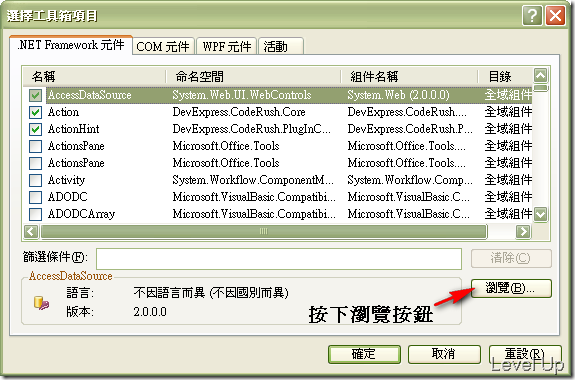 選擇工具箱項目
.NET Framework 元件 COM 元件 WPF 元件 活動
名稱 命名空間 組件名稱 目錄
AccessDataSource System.Web.UI.WebControls System.Web (2.0.0.0) 全域組件
Action DevExpress.CodeRush.Core DevExpress.CodeRush.... 全域組件
ActionHint DevExpress.CodeRush.PlugInC... DevExpress.CodeRush.P... 全域組件
ActionsPane Microsoft.Office.Tools Microsoft.Office.Tools.... 全域組件
ActionsPane Microsoft.Office.Tools Microsoft.Office.Tools.... 全域組件
Activity System.Workflow.ComponentM... System.Workflow.Comp... 全域組件
ADODC Microsoft.VisualBasic.Compatibi... Microsoft.VisualBasic.C... 全域組件
ADODCArray Microsoft.VisualBasic.Compatibi... Microsoft.VisualBasic.C... 全域組件
篩選條件(F): 清除(C)
AccessDataSource
語言: 不因語言而異 (不因國別而異)
版本: 2.0.0.0
瀏覽(B)...
按下瀏覽按鈕
確定 取消 重設(R)
Level Up